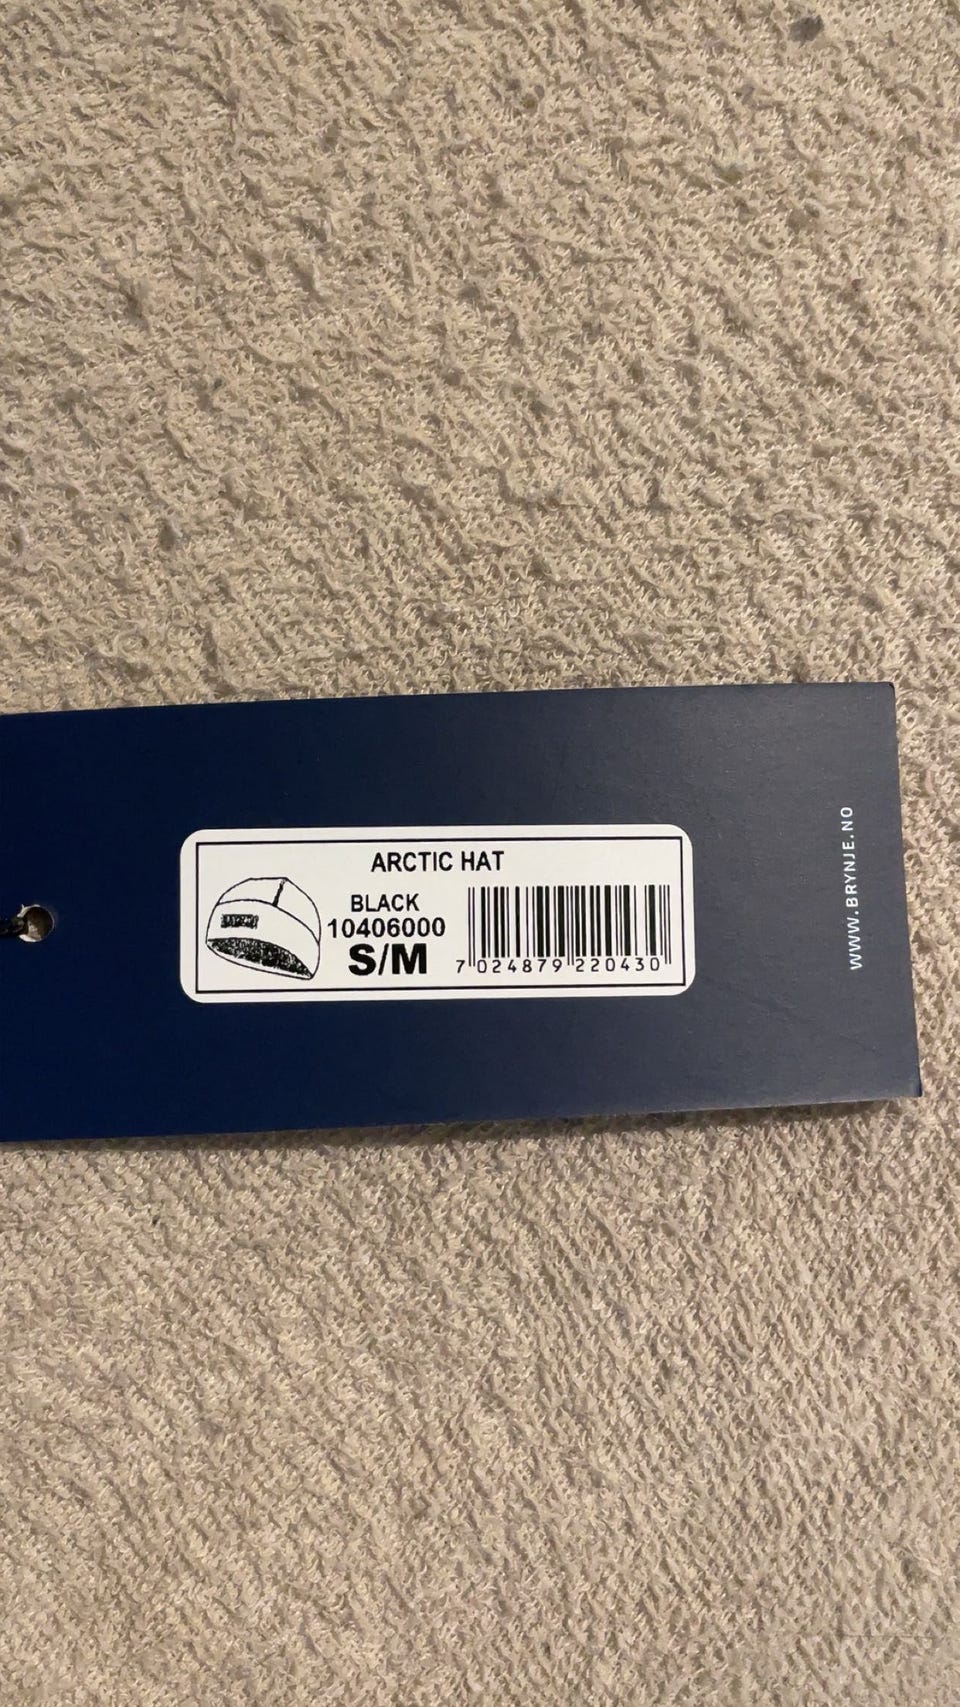 ARCTIC HAT
BLACK
10406000
S/M
7 024879 220430
WWW.BRYNJE.NO